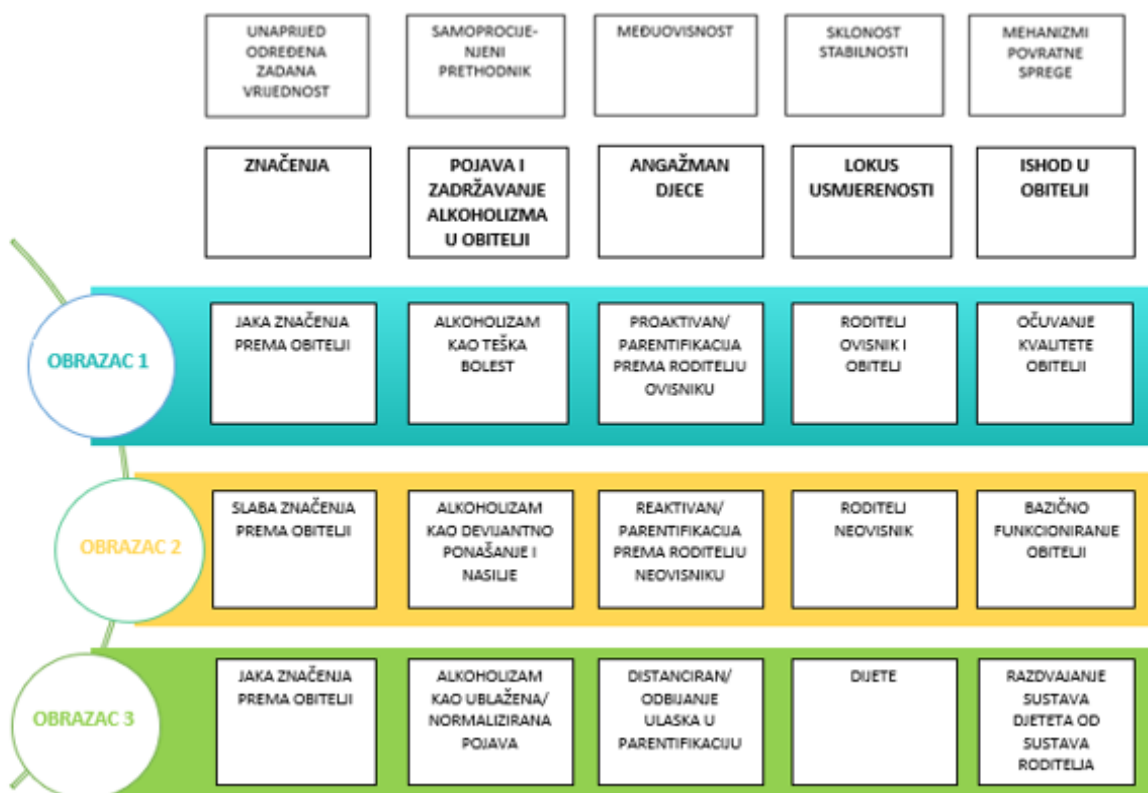 UNAPRIJED
ODREĐENA
ZADANA
VRIJEDNOST
SAMOPROCIJE-
NJENI
PRETHODNIK
MEĐUOVISNOST
SKLONOST
STABILNOSTI
MEHANIZMI
POVRATNE
SPREGE
ZNAČENJA
POJAVA I
ZADRŽAVANJE
ALKOHOLIZMA
U OBITELJI
ANGAŽMAN
DJECE
LOKUS
USMJERENOSTI
ISHOD U
OBITELJI
OBRAZAC 1
JAKA ZNAČENJA
PREMA OBITELJI
ALKOHOLIZAM
KAO TEŠKA
BOLEST
PROAKTIVAN/
PARENTIFIKACIJA
PREMA RODITELJU
OVISNIKU
RODITELJ
OVISNIK I
OBITELJ
OČUVANJE
KVALITETE
OBITELJI
OBRAZAC 2
SLABA ZNAČENJA
PREMA OBITELJI
ALKOHOLIZAM
KAO DEVIJANTNO
PONAŠANJE I
NASILJE
REAKTIVAN/
PARENTIFIKACIJA
PREMA RODITELJU
NEOVISNIKU
RODITELJ
NEOVISNIK
BAZIČNO
FUNKCIONIRANJE
OBITELJI
OBRAZAC 3
JAKA ZNAČENJA
PREMA OBITELJI
ALKOHOLIZAM
KAO UBLAŽENA/
NORMALIZIRANA
POJAVA
DISTANCIRAN/
ODBIJANJE
ULASKA U
PARENTIFIKACIJU
DIJETE
RAZDVAJANJE
SUSTAVA
DJETETA OD
SUSTAVA
RODITELJA